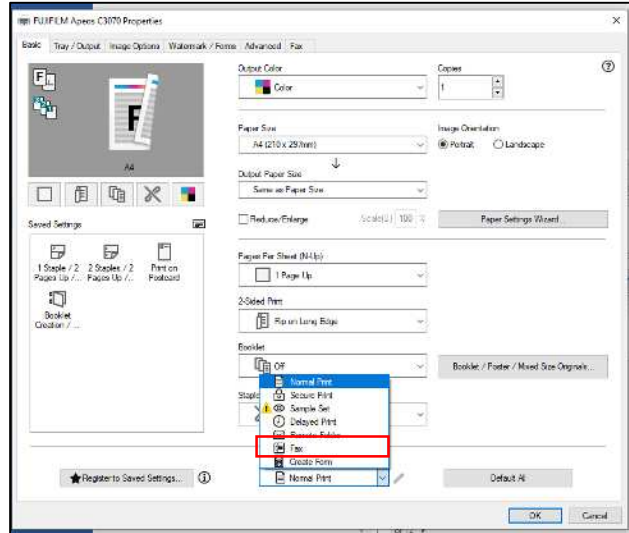 FUJIFILM Apeos C3070 Properties
Basic Tray / Output Image Options Watermark / Forms Advanced Fax
Output Color
Color
Copies
1
Paper Size
A4 (210 x 297mm)
Image Orientation
Portrait Landscape
A4
Output Paper Size
Same as Paper Size
Saved Settings
Reduce/Enlarge
100 %
Paper Settings Wizard...
1 Staple / 2 Pages Up /...
2 Staples / 2 Pages Up /...
Print on Postcard
Booklet Creation / ...
Pages Per Sheet (N-Up)
1 Page Up
2-Sided Print
Flip on Long Edge
Booklet
Off
Booklet / Poster / Mixed Size Originals...
Staple
Normal Print
Secure Print
Sample Set
Delayed Print
Fax
Create Form
Register to Saved Settings...
Normal Print
Default All
OK Cancel